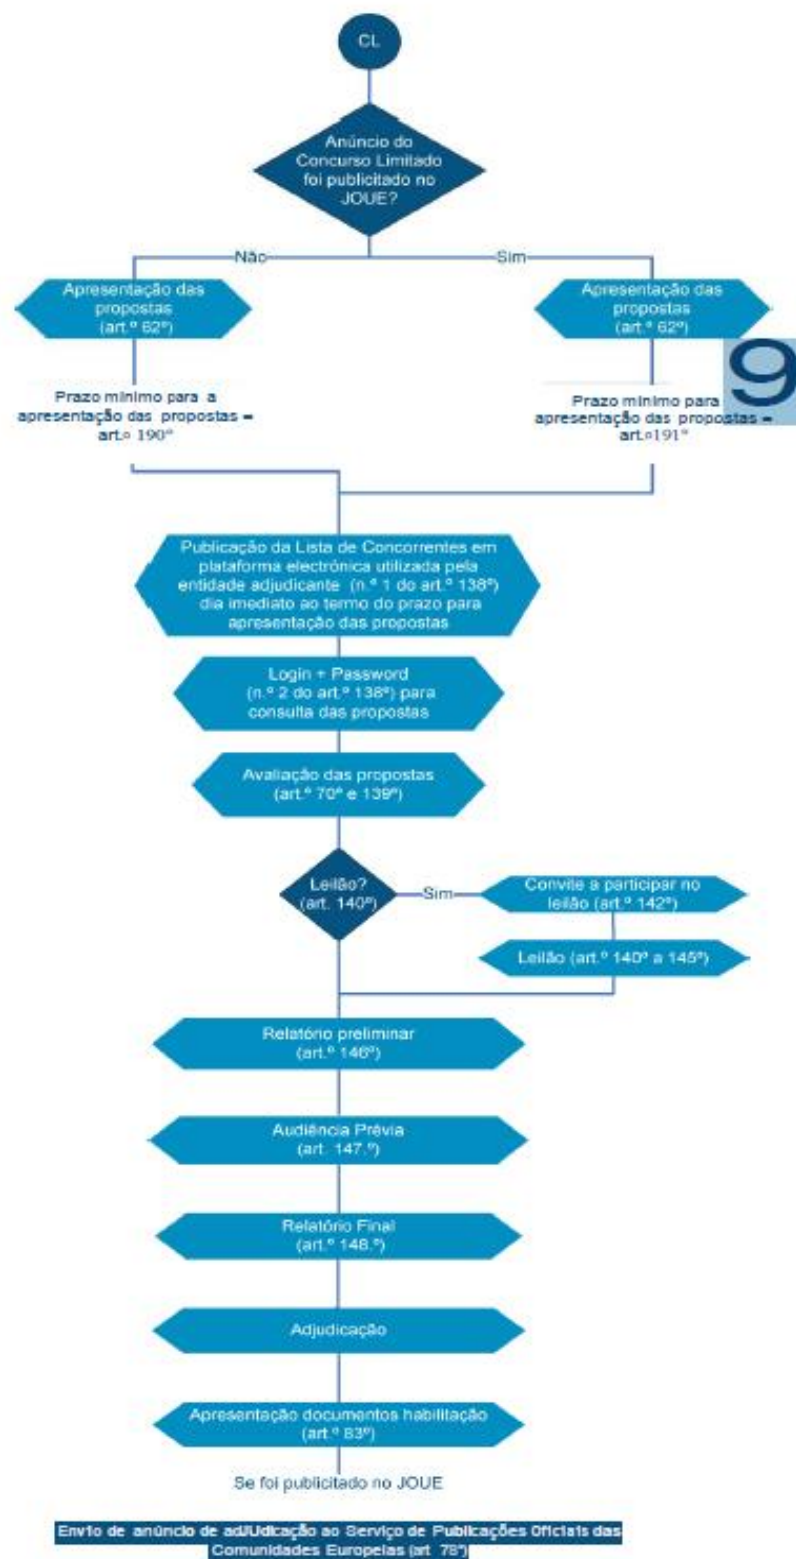 CL
Anúncio do
Concurso Limitado
foi publicitado no
JOUE?
Não
Sim
Apresentação das
propostas
(art.º 62º)
Apresentação das
propostas
(art.º 62º)
9
Prazo minimo para a
apresentação das propostas =
art.o 190º
Prazo minimo para
apresentação das propostas =
art.º191º
Publicação da Lista de Concorrentes em
plataforma electrónica utilizada pela
entidade adjudicante (n.º 1 do art.º 138º)
dia imediato ao termo do prazo para
apresentação das propostas
Login + Password
(n.º 2 do art.º 138º) para
consulta das propostas
Avaliação das propostas
(art.º 70º e 139º)
Leilão?
(art. 140º)
Sim
Convite a participar no
leilão (art.º 142º)
Leilão (art.º 140º a 145º)
Relatório preliminar
(art.º 146º)
Audiência Prévia
(art. 147.º)
Relatório Final
(art.º 148.º)
Adjudicação
Apresentação documentos habilitação
(art.º 83º)
Se foi publicitado no JOUE
Envto de anúncio de adJUdicação ao Serviço de Publicações Oficiais das
Comunidades Europeias (art 78º)